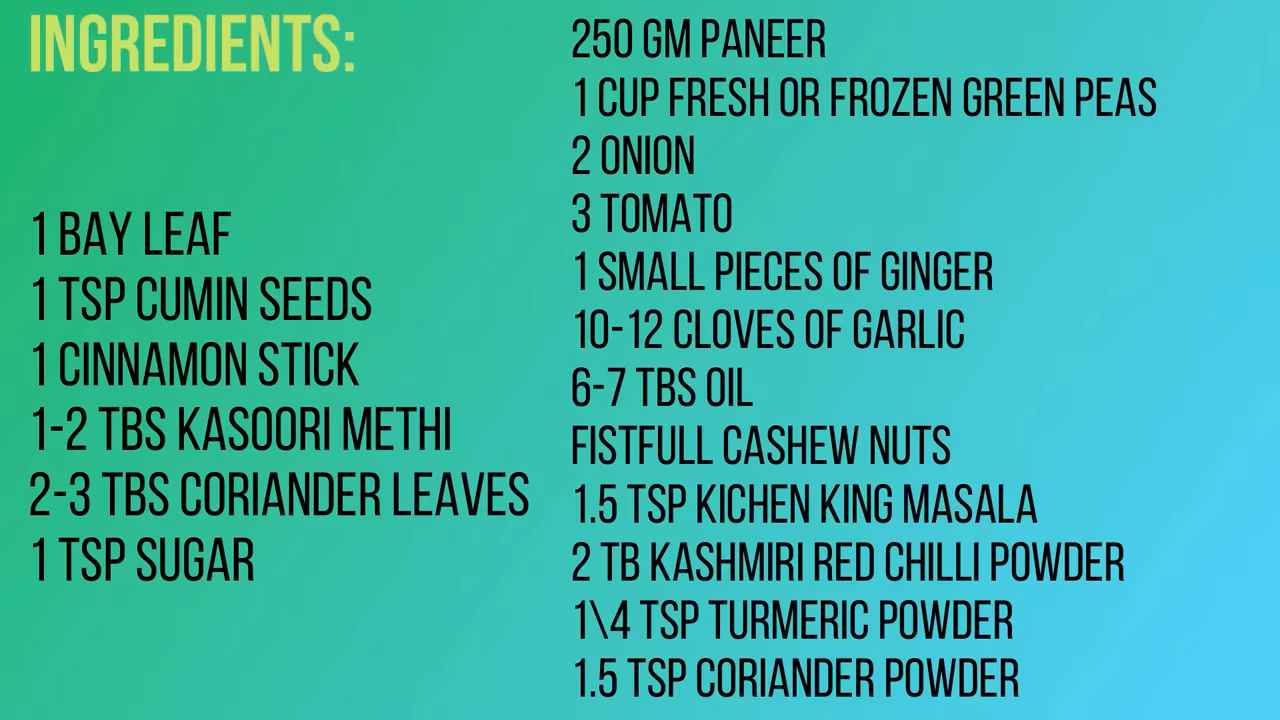 INGREDIENTS:
1 BAY LEAF
1 TSP CUMIN SEEDS
1 CINNAMON STICK
1-2 TBS KASOORI METHI
2-3 TBS CORIANDER LEAVES
1 TSP SUGAR
250 GM PANEER
1 CUP FRESH OR FROZEN GREEN PEAS
2 ONION
3 TOMATO
1 SMALL PIECES OF GINGER
10-12 CLOVES OF GARLIC
6-7 TBS OIL
FISTFULL CASHEW NUTS
1.5 TSP KICHEN KING MASALA
2 TB KASHMIRI RED CHILLI POWDER
1\4 TSP TURMERIC POWDER
1.5 TSP CORIANDER POWDER